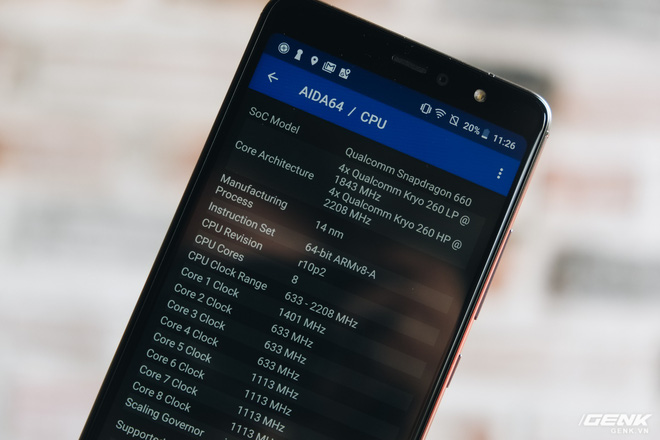 20% 11:26
AIDA64 / CPU
SoC Model Qualcomm Snapdragon 660
Core Architecture 4x Qualcomm Kryo 260 LP @
1843 MHz
4x Qualcomm Kryo 260 HP @
2208 MHz
Manufacturing
Process 14 nm
Instruction Set 64-bit ARMv8-A
CPU Revision r10p2
CPU Cores 8
CPU Clock Range 633 - 2208 MHz
Core 1 Clock 1401 MHz
Core 2 Clock 633 MHz
Core 3 Clock 633 MHz
Core 4 Clock 633 MHz
Core 5 Clock 1113 MHz
Core 6 Clock 1113 MHz
Core 7 Clock 1113 MHz
Core 8 Clock 1113 MHz
Scaling Governor
Supported
GENK
GENK.VN